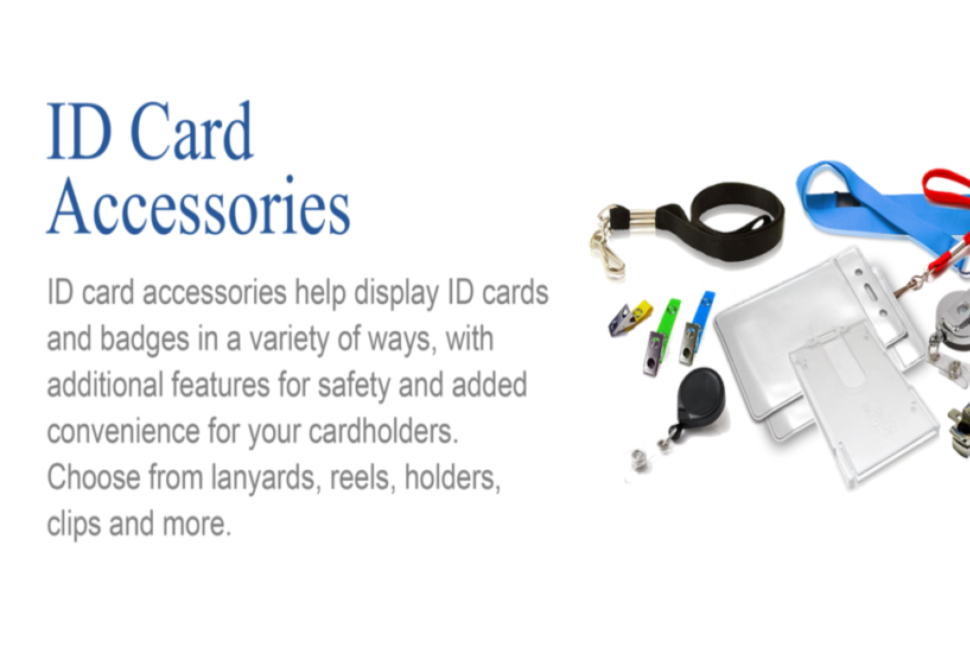 ID Card
Accessories
ID card accessories help display ID cards
and badges in a variety of ways, with
additional features for safety and added
convenience for your cardholders.
Choose from lanyards, reels, holders,
clips and more.